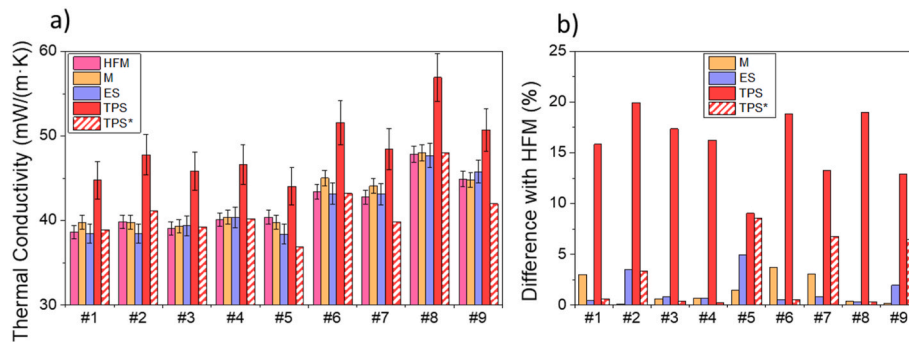 a)
Thermal Conductivity (mW/(m·K)
60
50
40
30
HFM
M
ES
TPS
TPS*
#1 #2 #3 #4 #5 #6 #7 #8 #9
b)
Difference with HFM (%)
25
20
15
10
5
0
M
ES
TPS
TPS*
#1 #2 #3 #4 #5 #6 #7 #8 #9